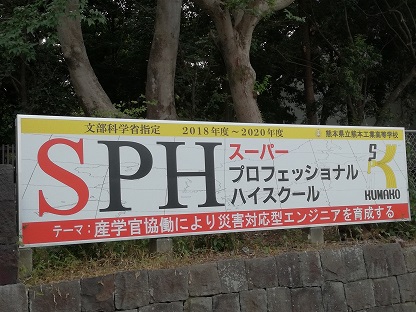 文部科学省指定 2018年度～2020年度 熊本県立熊本工業高等学校
SPH
スーパー
プロフェッショナル
ハイスクール
KUMAKO
テーマ：産学官協働により災害対応型エンジニアを育成する